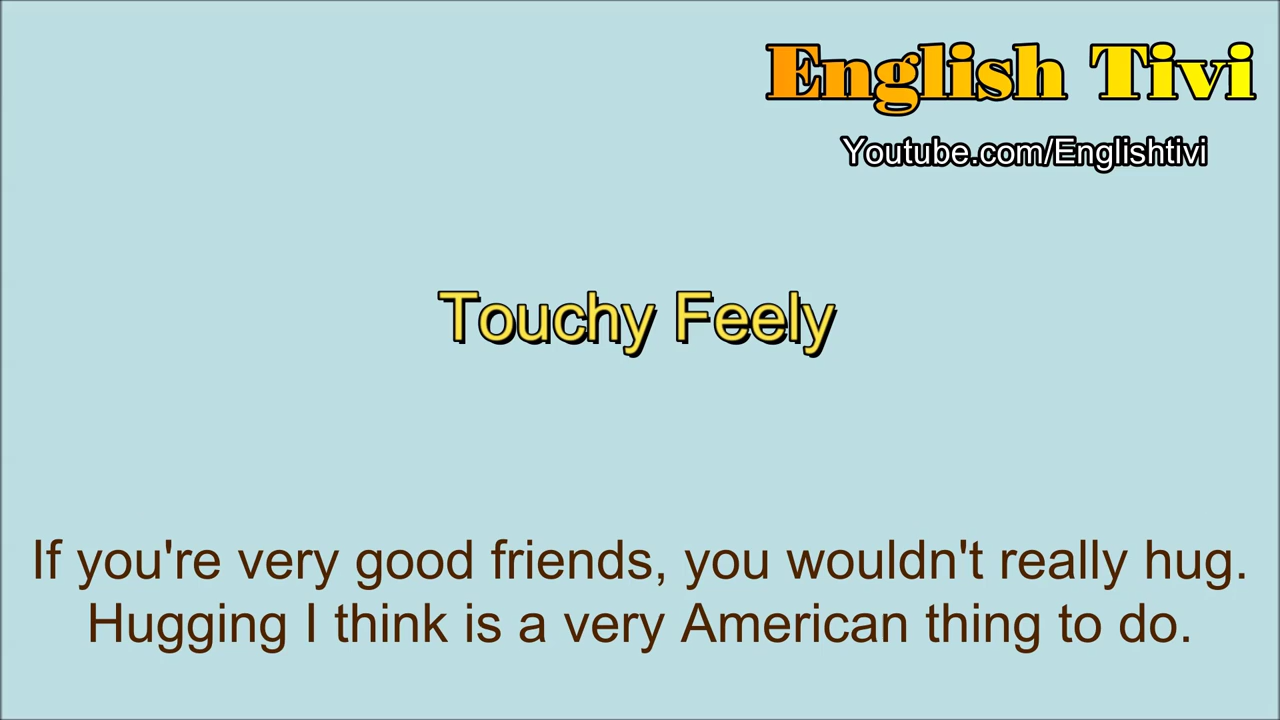 English Tivi
Youtube.com/Englishtivi
Touchy Feely
If you're very good friends, you wouldn't really hug.
Hugging I think is a very American thing to do.